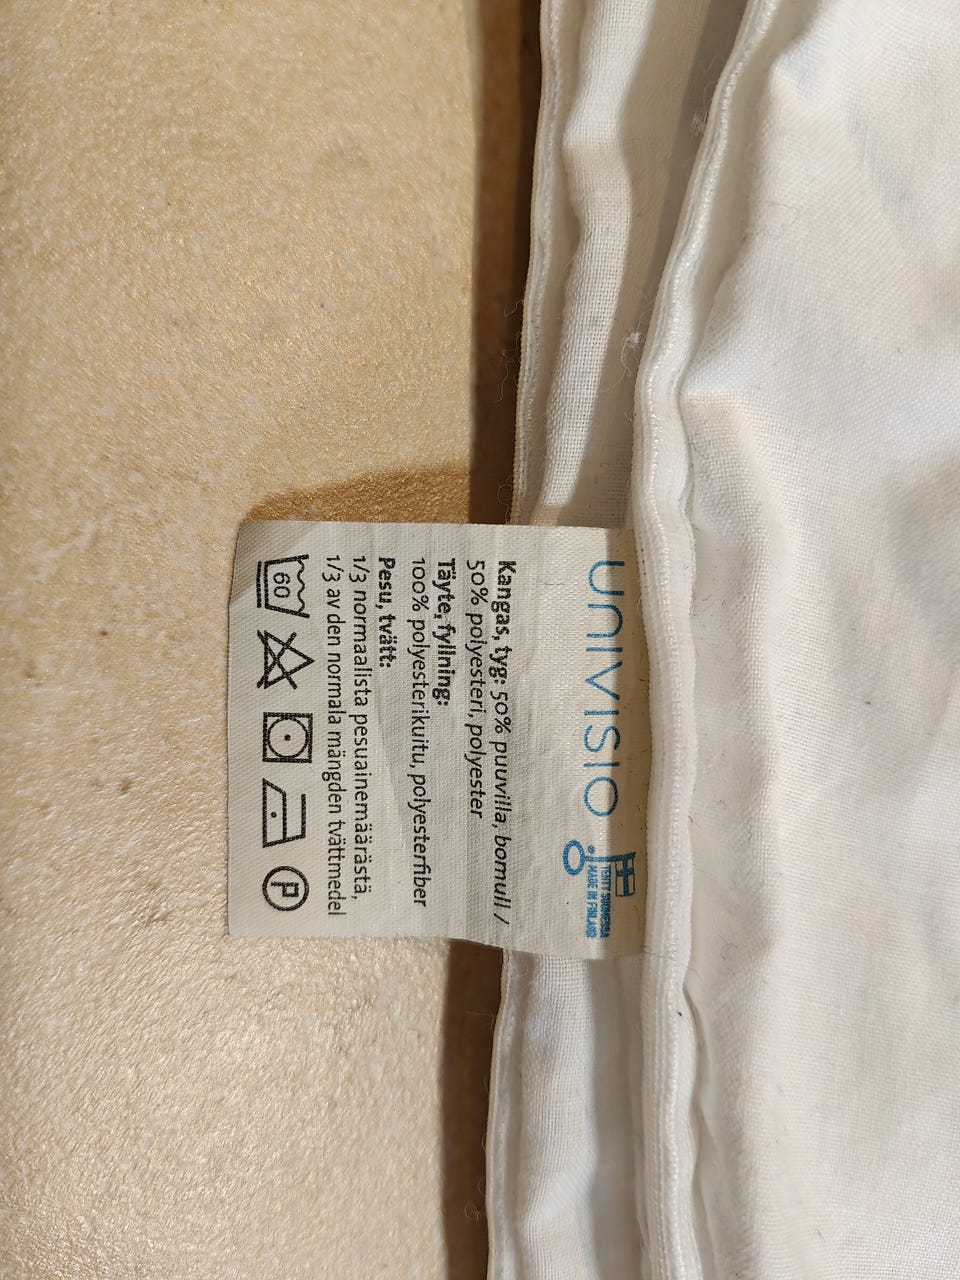 UNIVISIO
TEHTY SUOMESSA
® MADE IN FINLAND
Kangas, tyg: 50% puuvilla, bomull /
50% polyesteri, polyester
Täyte, fyllning:
100% polyesterikuitu, polyesterfiber
Pesu, tvätt:
1/3 normaalista pesuainemäärästä,
1/3 av den normala mängden tvättmedel
60 P